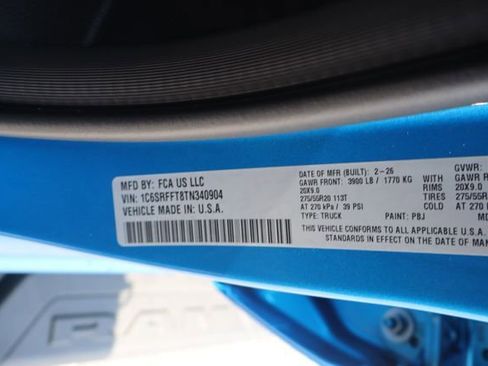 MFD BY: FCA US LLC
VIN: 1C6SRFFT8TN340904
VEHICLE MADE IN: U.S.A.
DATE OF MFR (BUILT): 2-26
GAWR FRONT: 3900 LB / 1770 KG
20X9.0
275/55R20 113T
AT 270 kPa / 39 PSI
TYPE: TRUCK PAINT: PBJ
THIS VEHICLE CONFORMS TO ALL APPLICABLE U.S.
STANDARDS IN EFFECT ON THE DATE OF MA
WITH
RIMS
TIRES
COLD
GVWR:
GAWR R
20X9.0
275/55R
AT 270
MD
RAM